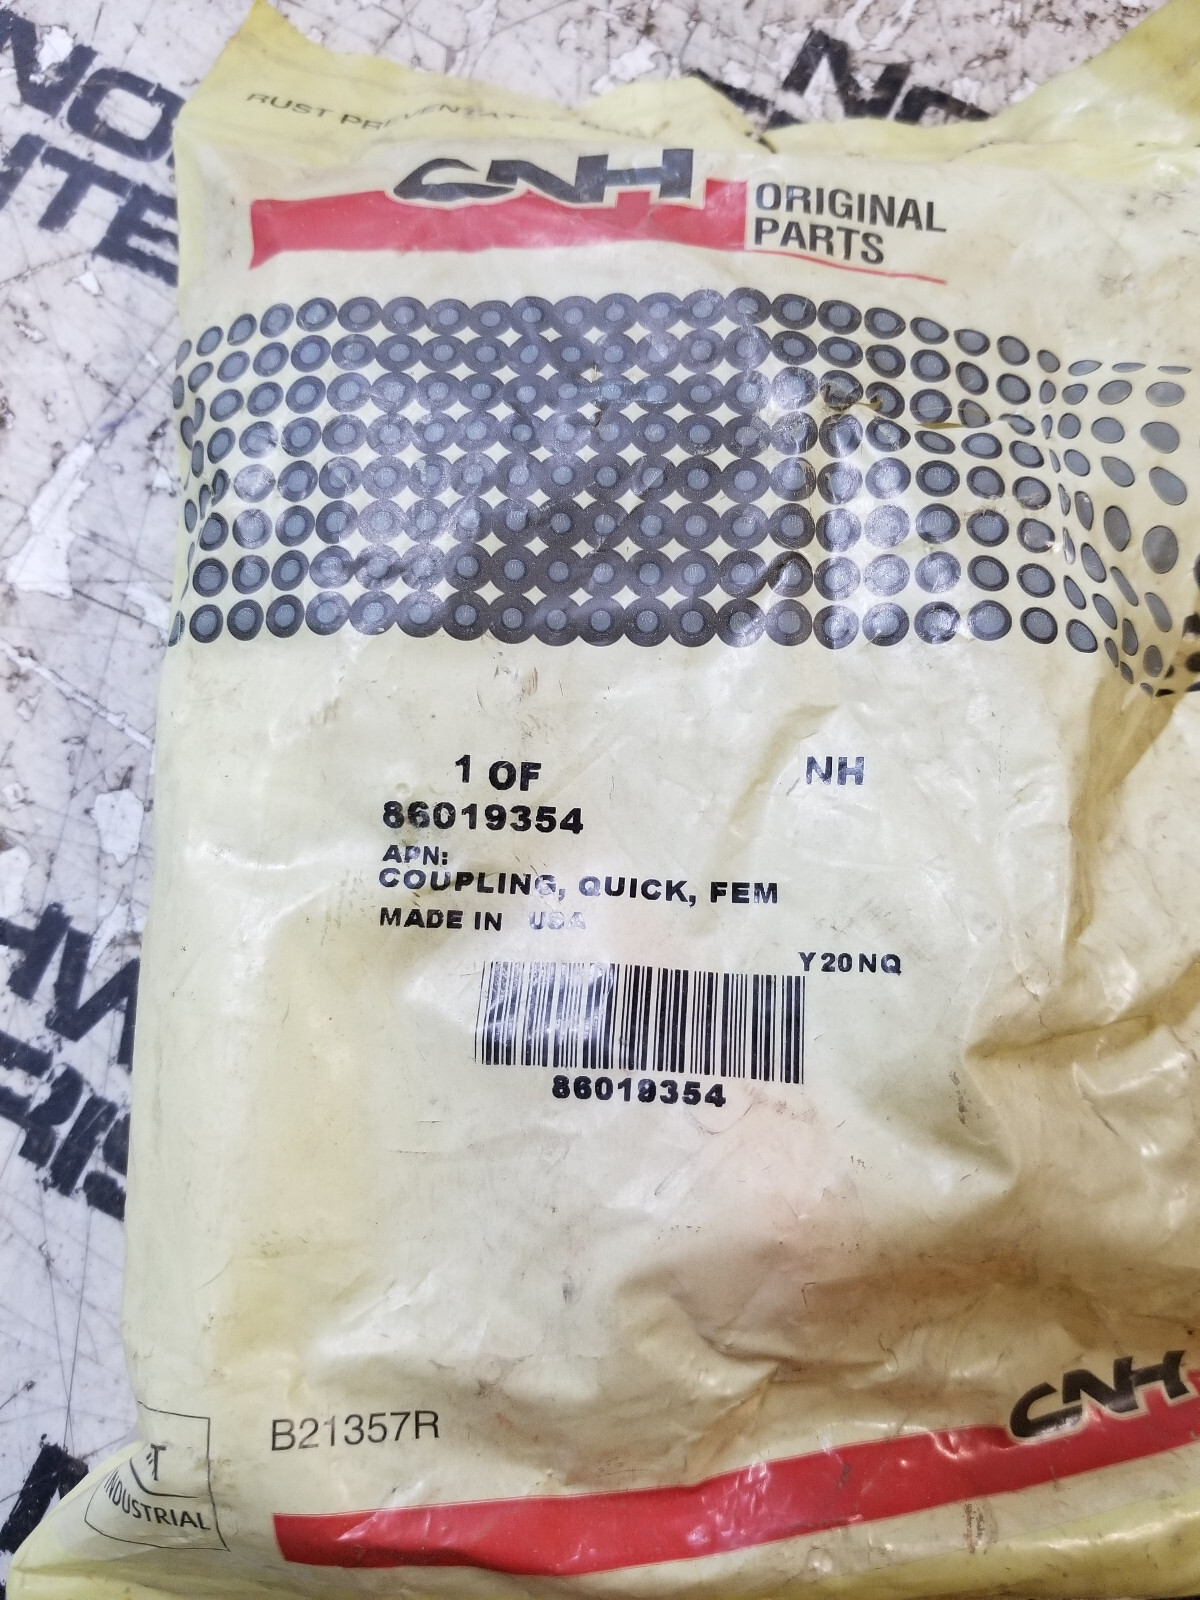 RUST PREVENTAT
CNH
ORIGINAL
PARTS
1 OF
NH
86019354
APN:
COUPLING, QUICK, FEM
MADE IN USA
Y20NQ
86019354
CNH
B21357R
INDUSTRIAL